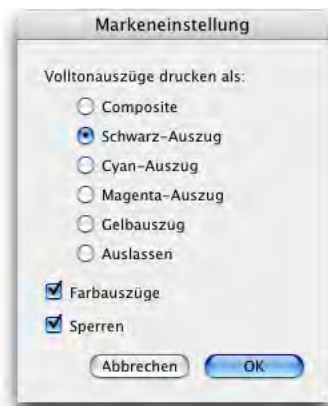 Markeneinstellung
Volltonauszüge drucken als:
Composite
Schwarz-Auszug
Cyan-Auszug
Magenta-Auszug
Gelbauszug
Auslassen
Farbauszüge
Sperren
Abbrechen OK